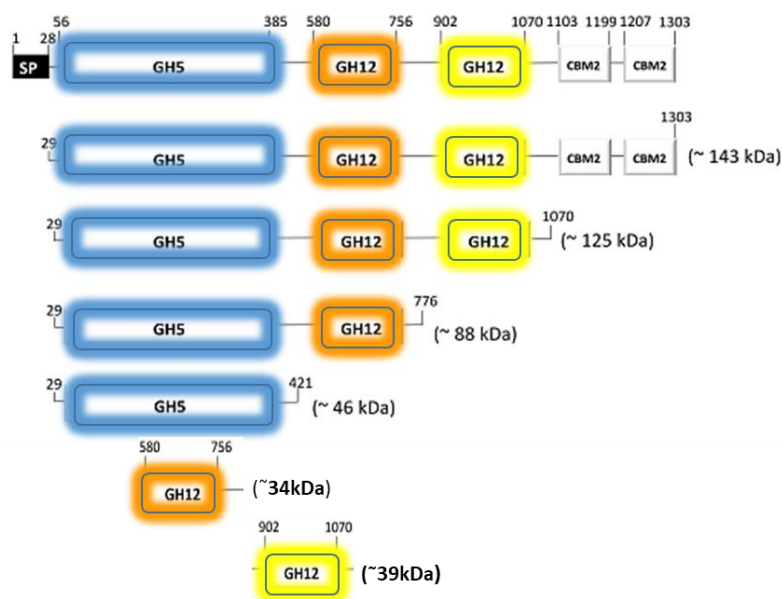 56 385 580 756 902 1070 1103 1199 1207 1303
1 28
SP GH5 GH12 GH12 CBM2 CBM2
1303
29 GH5 GH12 GH12 CBM2 CBM2 (~ 143 kDa)
29 1070
GH5 GH12 GH12 (~ 125 kDa)
29 776
GH5 GH12 (~ 88 kDa)
29 421
GH5 (~ 46 kDa)
580 756
GH12 (~34kDa)
902 1070
GH12 (~39kDa)